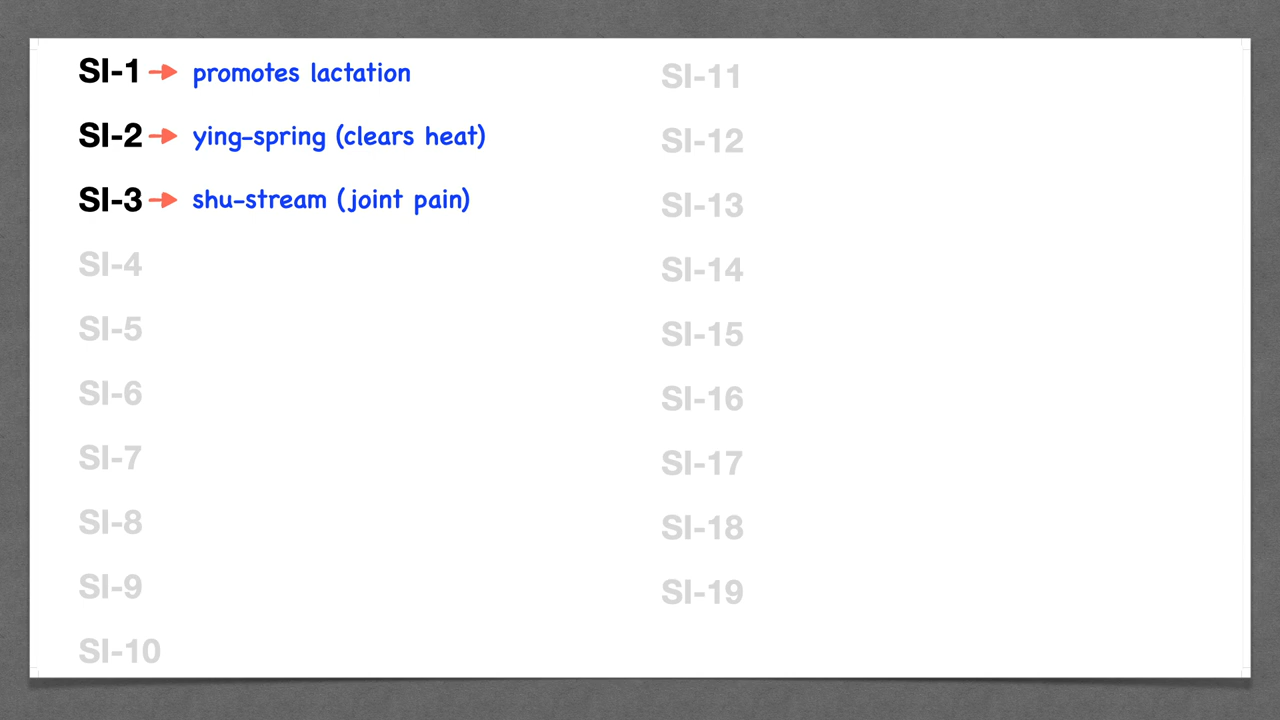 SI-1 → promotes lactation
SI-2 → ying-spring (clears heat)
SI-3 → shu-stream (joint pain)
SI-4
SI-5
SI-6
SI-7
SI-8
SI-9
SI-10
SI-11
SI-12
SI-13
SI-14
SI-15
SI-16
SI-17
SI-18
SI-19